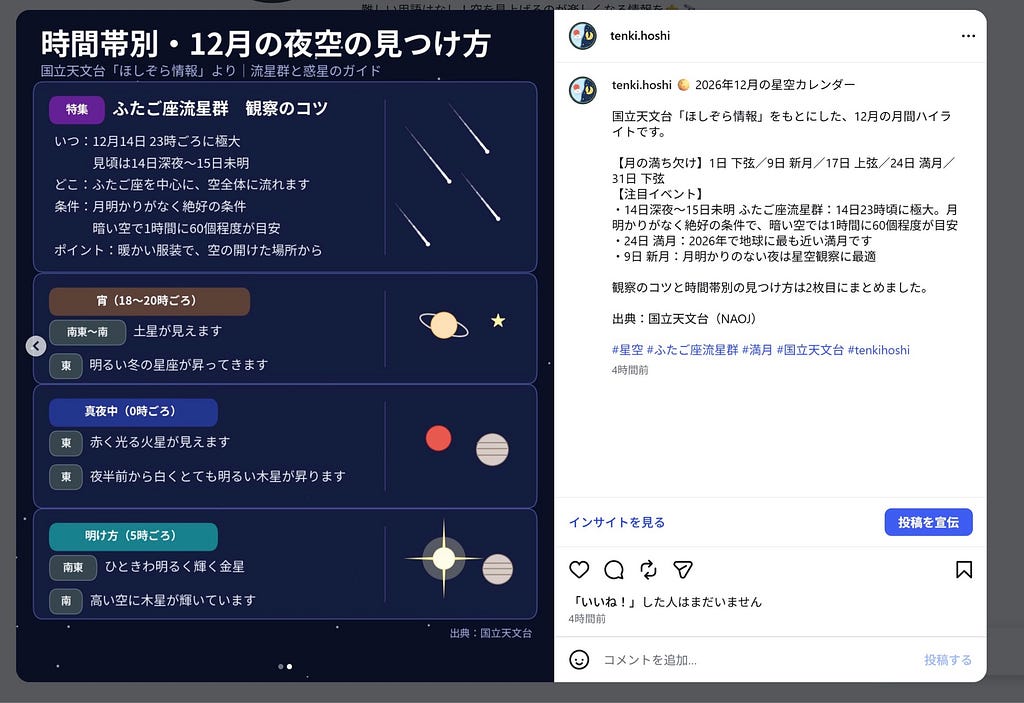 難しい用語はなし！空を見上げるのが楽しくなる情報を
時間帯別・12月の夜空の見つけ方
国立天文台「ほしぞら情報」より｜流星群と惑星のガイド
特集 ふたご座流星群　観察のコツ
いつ：12月14日 23時ごろに極大
見頃は14日深夜〜15日未明
どこ：ふたご座を中心に、空全体に流れます
条件：月明かりがなく絶好の条件
暗い空で1時間に60個程度が目安
ポイント：暖かい服装で、空の開けた場所から
宵（18〜20時ごろ）
南東〜南 土星が見えます
東 明るい冬の星座が昇ってきます
真夜中（0時ごろ）
東 赤く光る火星が見えます
東 夜半前から白くとても明るい木星が昇ります
明け方（5時ごろ）
南東 ひときわ明るく輝く金星
南 高い空に木星が輝いています
出典：国立天文台
tenki.hoshi
tenki.hoshi 🌕 2026年12月の星空カレンダー
国立天文台「ほしぞら情報」をもとにした、12月の月間ハイラ
イトです。
【月の満ち欠け】1日 下弦／9日 新月／17日 上弦／24日 満月／
31日 下弦
【注目イベント】
・14日深夜〜15日未明 ふたご座流星群：14日23時頃に極大。月
明かりがなく絶好の条件で、暗い空では1時間に60個程度が目安
・24日 満月：2026年で地球に最も近い満月です
・9日 新月：月明かりのない夜は星空観察に最適
観察のコツと時間帯別の見つけ方は2枚目にまとめました。
出典：国立天文台（NAOJ）
#星空 #ふたご座流星群 #満月 #国立天文台 #tenkihoshi
4時間前
インサイトを見る
投稿を宣伝
「いいね！」した人はまだいません
4時間前
コメントを追加...
投稿する